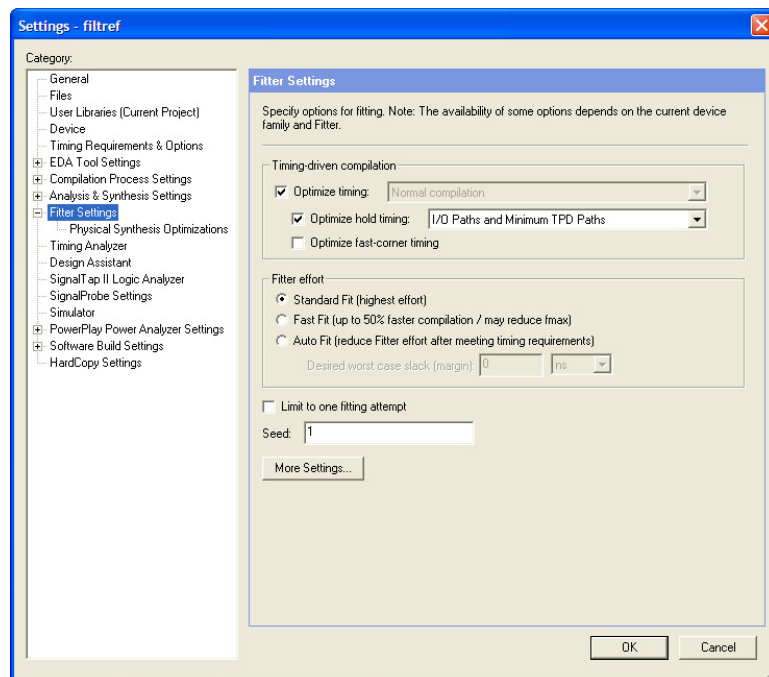 Settings - filtref
Category:
General
Files
User Libraries (Current Project)
Device
Timing Requirements & Options
EDA Tool Settings
Compilation Process Settings
Analysis & Synthesis Settings
Fitter Settings
Physical Synthesis Optimizations
Timing Analyzer
Design Assistant
SignalTap II Logic Analyzer
SignalProbe Settings
Simulator
PowerPlay Power Analyzer Settings
Software Build Settings
HardCopy Settings
Fitter Settings
Specify options for fitting. Note: The availability of some options depends on the current device
family and Fitter.
Timing-driven compilation
Optimize timing: Normal compilation
Optimize hold timing: I/O Paths and Minimum TPD Paths
Optimize fast-corner timing
Fitter effort
Standard Fit (highest effort)
Fast Fit (up to 50% faster compilation / may reduce fmax)
Auto Fit (reduce Fitter effort after meeting timing requirements)
Desired worst case slack (margin): 0 ns
Limit to one fitting attempt
Seed: 1
More Settings...
OK Cancel